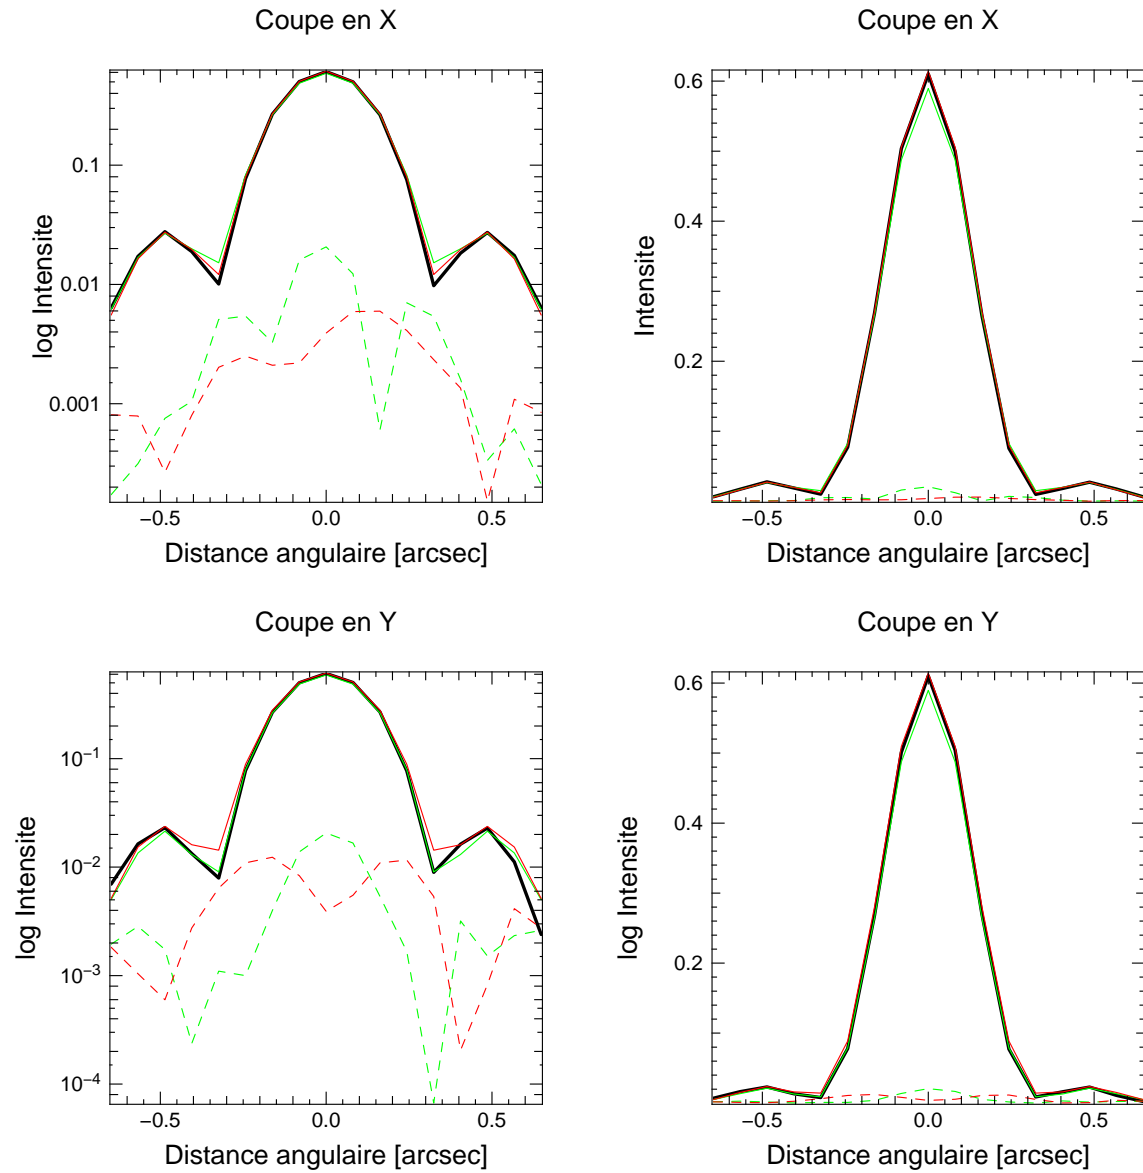 Coupe en X
Coupe en X
log Intensite
0.1
0.01
0.001
−0.5 0.0 0.5
Distance angulaire [arcsec]
Intensite
0.6
0.4
0.2
−0.5 0.0 0.5
Distance angulaire [arcsec]
Coupe en Y
Coupe en Y
log Intensite
10−1
10−2
10−3
10−4
−0.5 0.0 0.5
Distance angulaire [arcsec]
log Intensite
0.6
0.4
0.2
−0.5 0.0 0.5
Distance angulaire [arcsec]